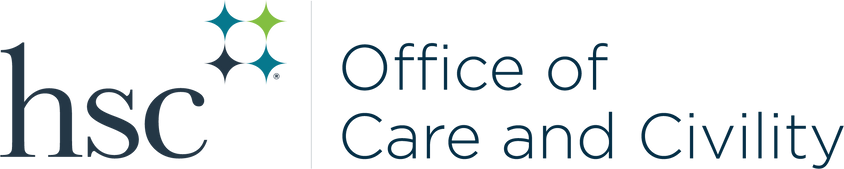 hsc®
Office of
Care and Civility